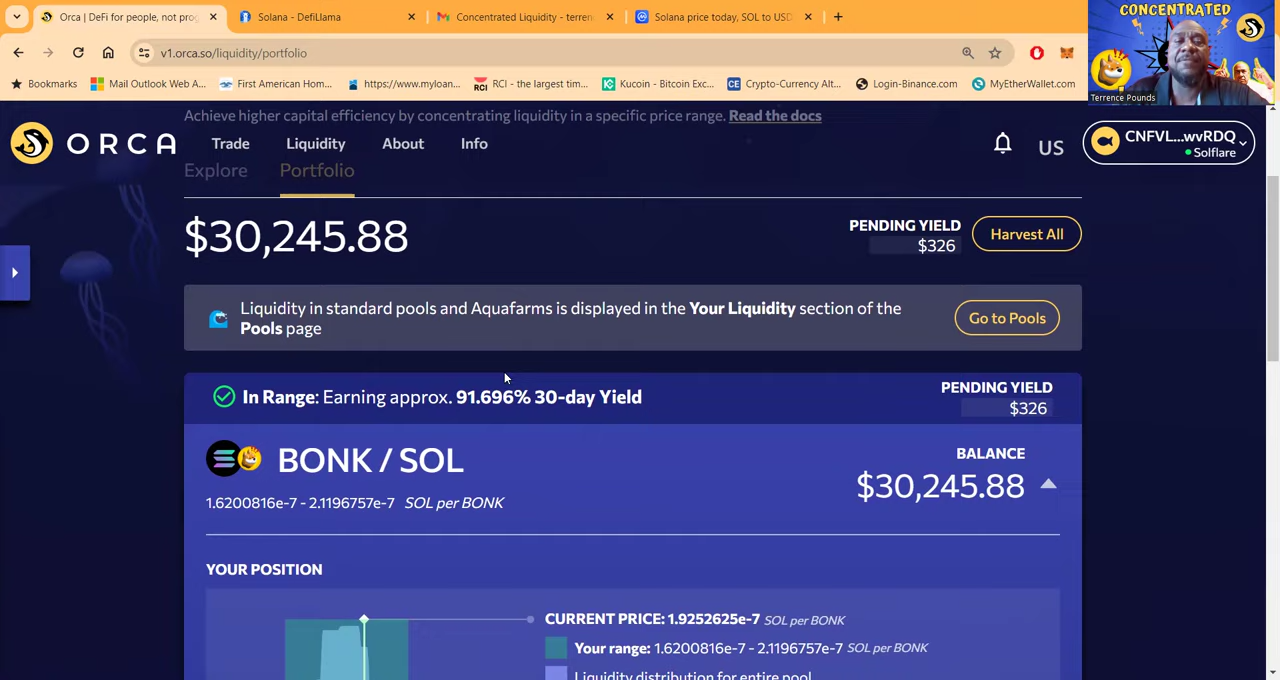 Orca | DeFi for people, not prog
Solana - DefiLlama
Concentrated Liquidity - terren
Solana price today, SOL to USD
v1.orca.so/liquidity/portfolio
Bookmarks
Mail Outlook Web A...
First American Hom...
https://www.myloan...
RCI - the largest tim...
Kucoin - Bitcoin Exc...
Crypto-Currency Alt...
Login-Binance.com
MyEtherWallet.com
CONCENTRATED
Terrence Pounds
Achieve higher capital efficiency by concentrating liquidity in a specific price range. Read the docs
ORCA
Trade
Liquidity
About
Info
US
CNFVL...wvRDQ
Solflare
Explore
Portfolio
$30,245.88
PENDING YIELD
$326
Harvest All
Liquidity in standard pools and Aquafarms is displayed in the Your Liquidity section of the
Pools page
Go to Pools
In Range: Earning approx. 91.696% 30-day Yield
PENDING YIELD
$326
BONK / SOL
BALANCE
$30,245.88
1.6200816e-7 - 2.1196757e-7 SOL per BONK
YOUR POSITION
CURRENT PRICE: 1.9252625e-7 SOL per BONK
Your range: 1.6200816e-7 - 2.1196757e-7 SOL per BONK
Liquidity distribution for entire pool